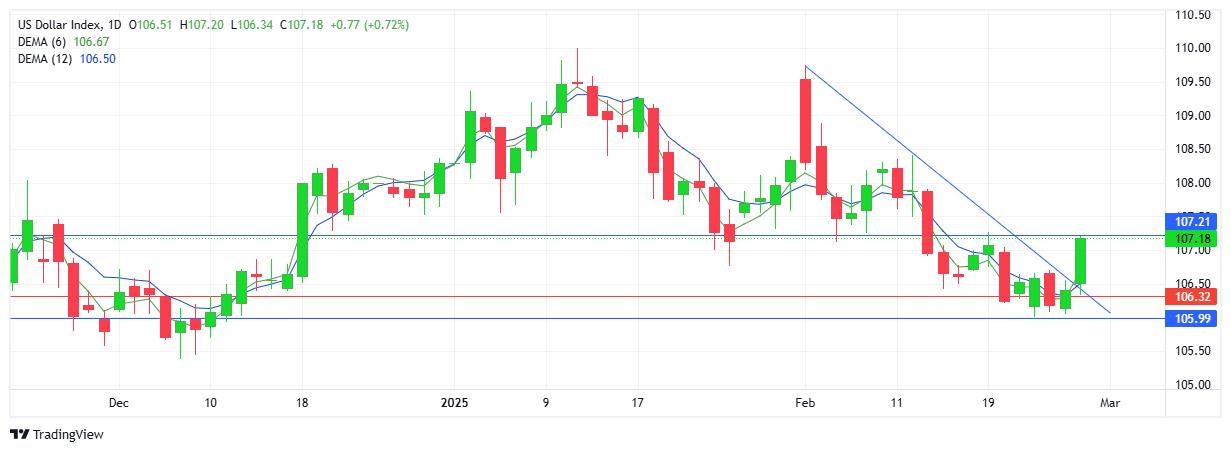 US Dollar Index, 1D O106.51 H107.20 L106.34 C107.18 +0.77 (+0.72%)
DEMA (6) 106.67
DEMA (12) 106.50
110.50
110.00
109.50
109.00
108.50
108.00
107.21
107.18
107.00
106.50
106.32
105.99
105.50
105.00
Dec 10 18 2025 9 17 Feb 11 19 Mar
TradingView